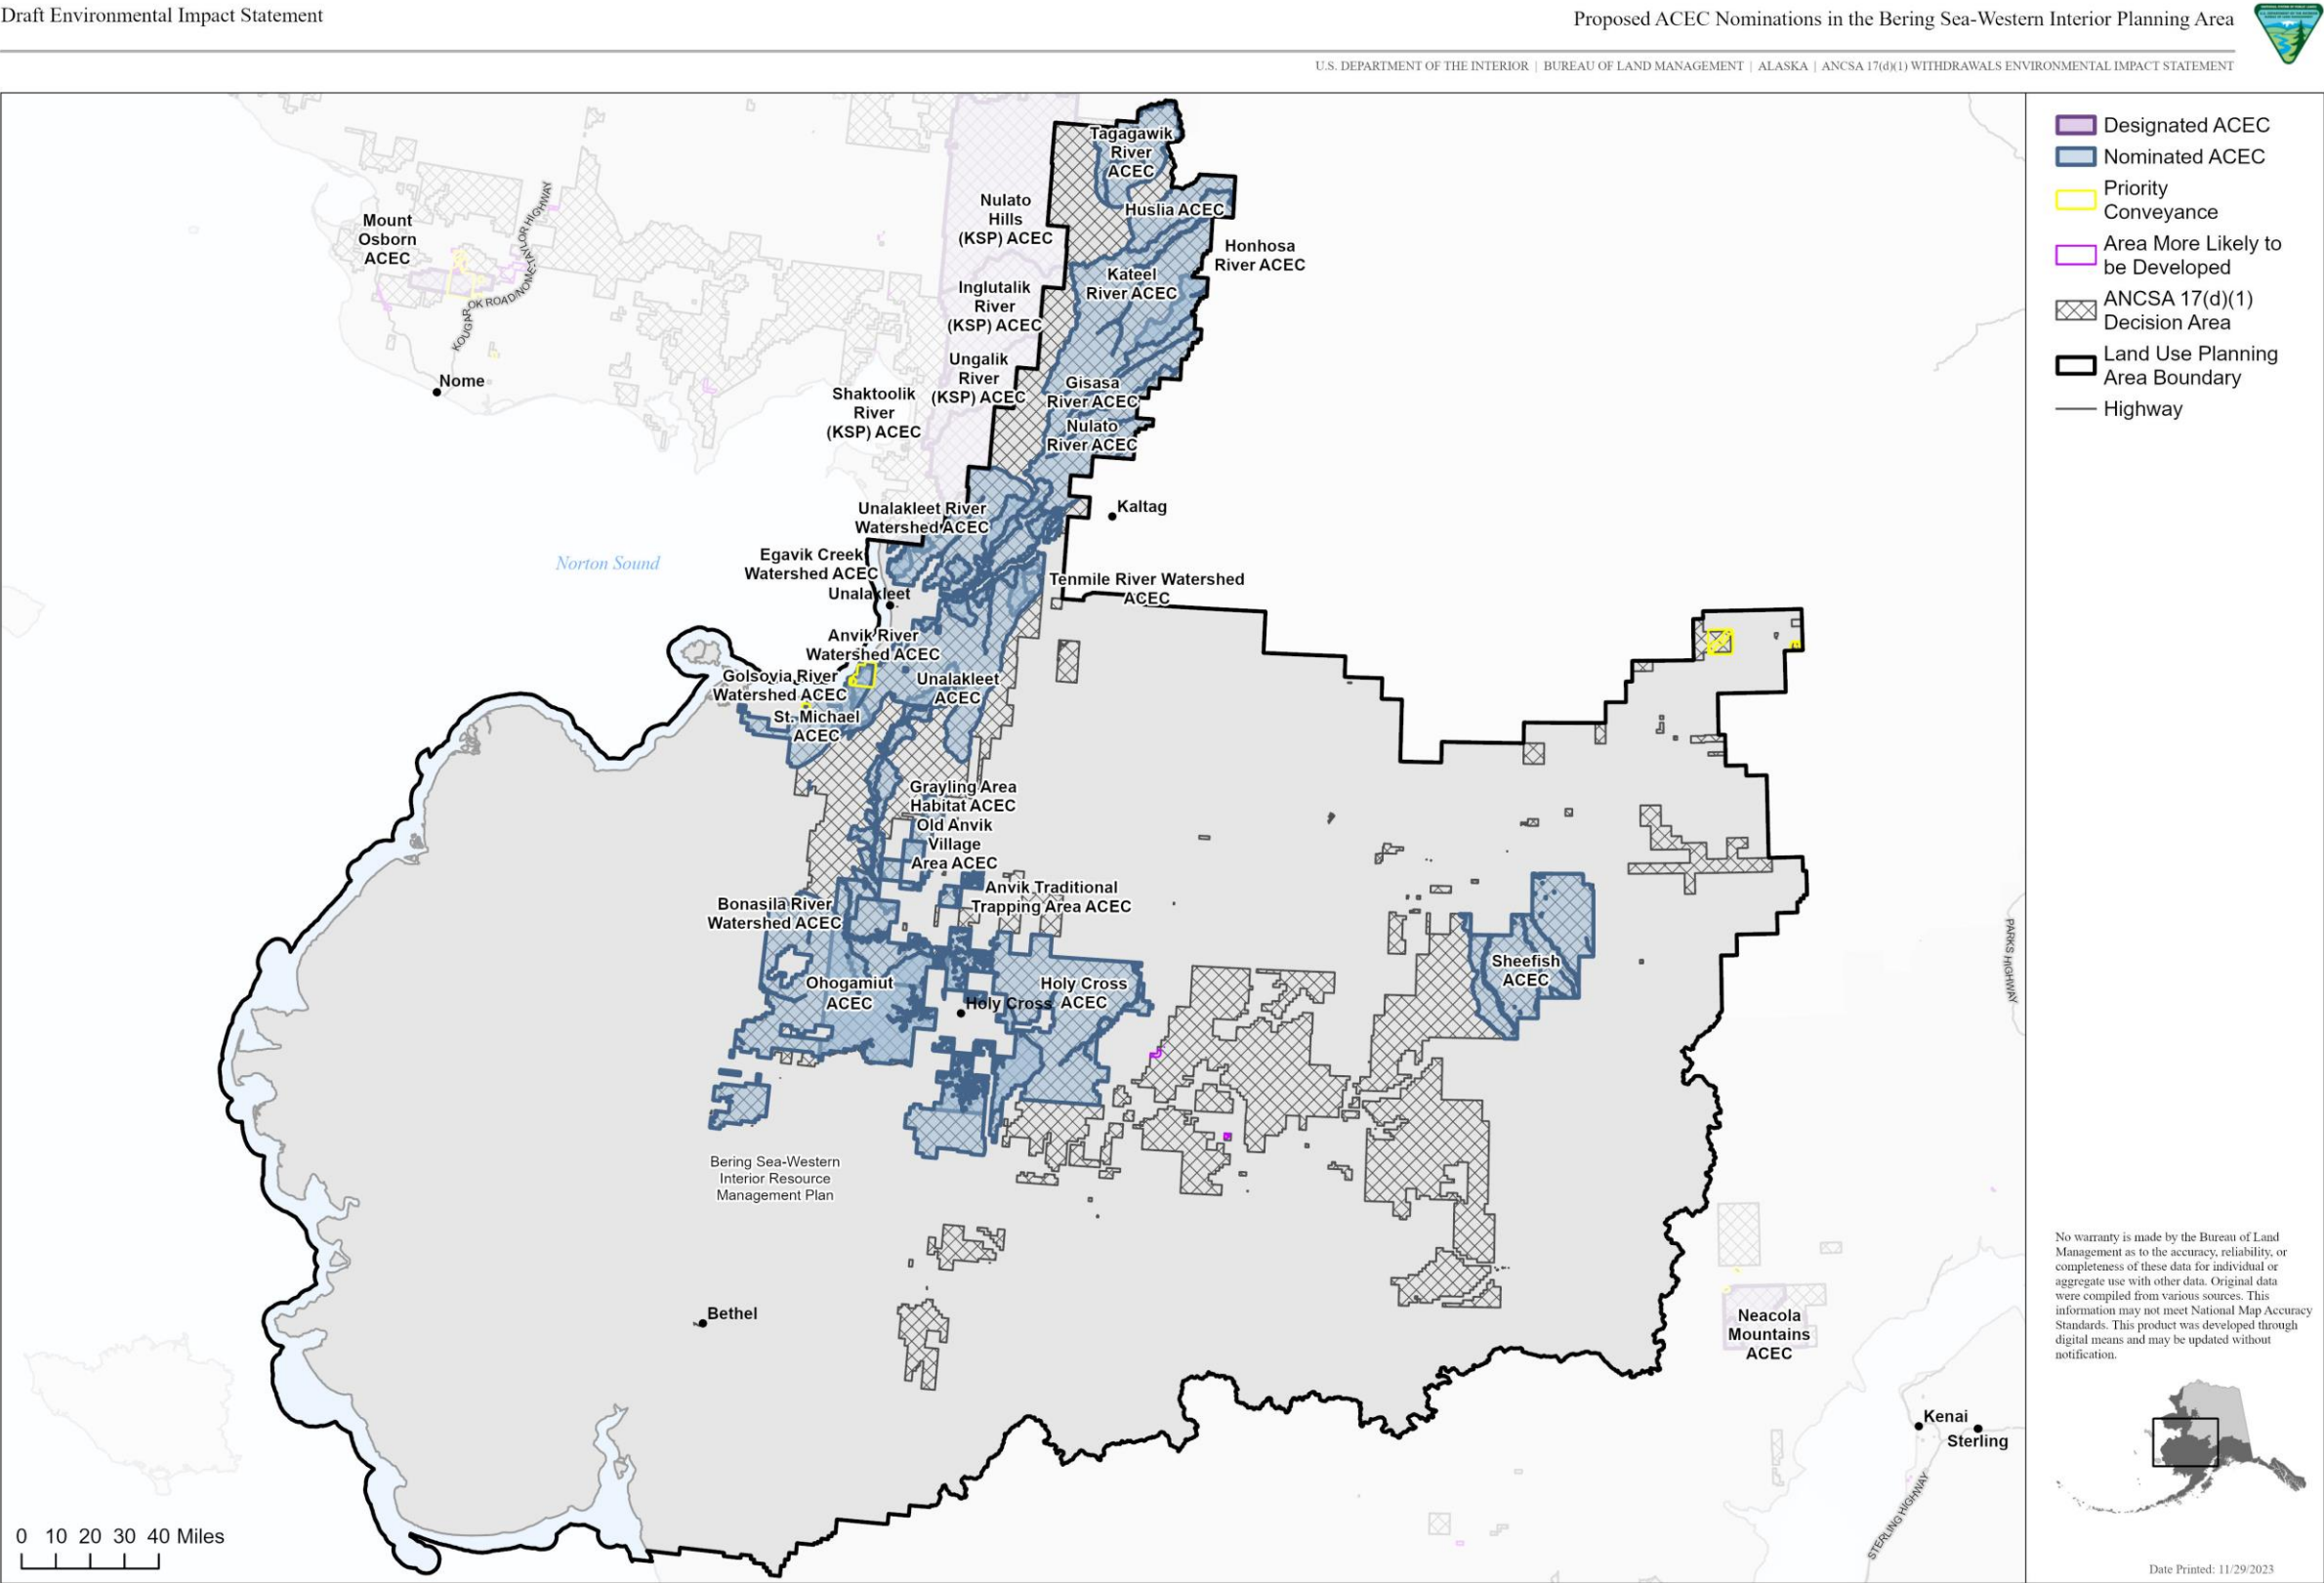 Draft Environmental Impact Statement
Proposed ACEC Nominations in the Bering Sea-Western Interior Planning Area
U.S. DEPARTMENT OF THE INTERIOR | BUREAU OF LAND MANAGEMENT | ALASKA | ANCSA 17(d)(1) WITHDRAWALS ENVIRONMENTAL IMPACT STATEMENT
Tagagawik
River
ACEC
Nulato
Hills
(KSP) ACEC
Huslia ACEC
Mount
Osborn
ACEC
KOUGAROK ROAD/NOME-TAYLOR HIGHWAY
Honhosa
River ACEC
Kateel
River ACEC
Inglutalik
River
(KSP) ACEC
Ungalik
River
(KSP) ACEC
Nome
Shaktoolik
River
(KSP) ACEC
Gisasa
River ACEC
Nulato
River ACEC
Unalakleet River
Watershed ACEC
Kaltag
Norton Sound
Egavik Creek
Watershed ACEC
Unalakleet
Tenmile River Watershed
ACEC
Anvik River
Watershed ACEC
Golsovia River
Watershed ACEC
Unalakleet
ACEC
St. Michael
ACEC
Grayling Area
Habitat ACEC
Old Anvik
Village
Area ACEC
Anvik Traditional
Trapping Area ACEC
Bonasila River
Watershed ACEC
Ohogamiut
ACEC
Holy Cross
Holy Cross
ACEC
Sheefish
ACEC
PARKS HIGHWAY
Bering Sea-Western
Interior Resource
Management Plan
Bethel
Neacola
Mountains
ACEC
Kenai
Sterling
STERLING HIGHWAY
0 10 20 30 40 Miles
Designated ACEC
Nominated ACEC
Priority
Conveyance
Area More Likely to
be Developed
ANCSA 17(d)(1)
Decision Area
Land Use Planning
Area Boundary
Highway
No warranty is made by the Bureau of Land
Management as to the accuracy, reliability, or
completeness of these data for individual or
aggregate use with other data. Original data
were compiled from various sources. This
information may not meet National Map Accuracy
Standards. This product was developed through
digital means and may be updated without
notification.
Date Printed: 11/29/2023